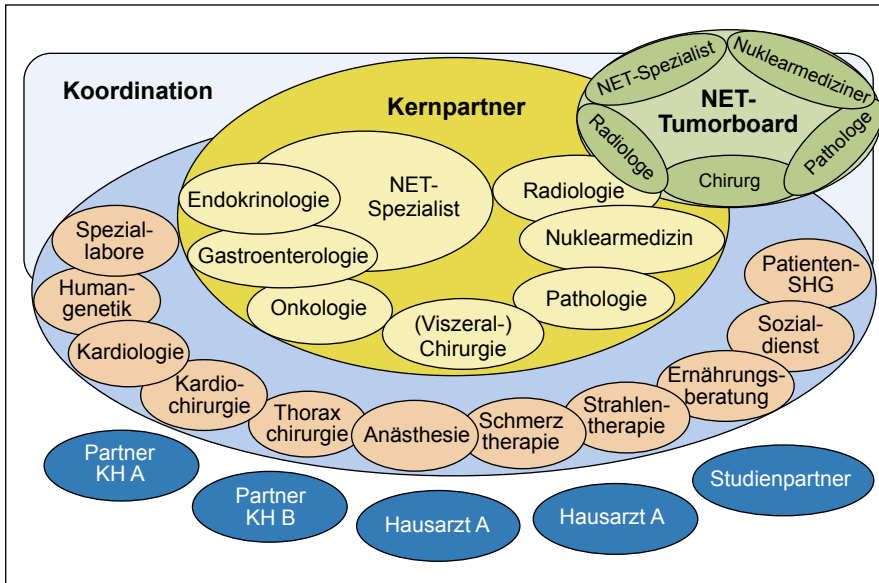 Koordination
Kernpartner
NET-Spezialist
Nuklearmediziner
NET-
Tumorboard
Radiologe
Pathologe
Chirurg
Endokrinologie
NET-
Spezialist
Radiologie
Gastroenterologie
Nuklearmedizin
Onkologie
(Viszeral-)
Chirurgie
Pathologie
Spezial-
labore
Human-
genetik
Kardiologie
Kardio-
chirurgie
Thorax
chirurgie
Anästhesie
Schmerz
therapie
Strahlen-
therapie
Ernährungs-
beratung
Sozial-
dienst
Patienten-
SHG
Partner
KH A
Partner
KH B
Hausarzt A
Hausarzt A
Studienpartner